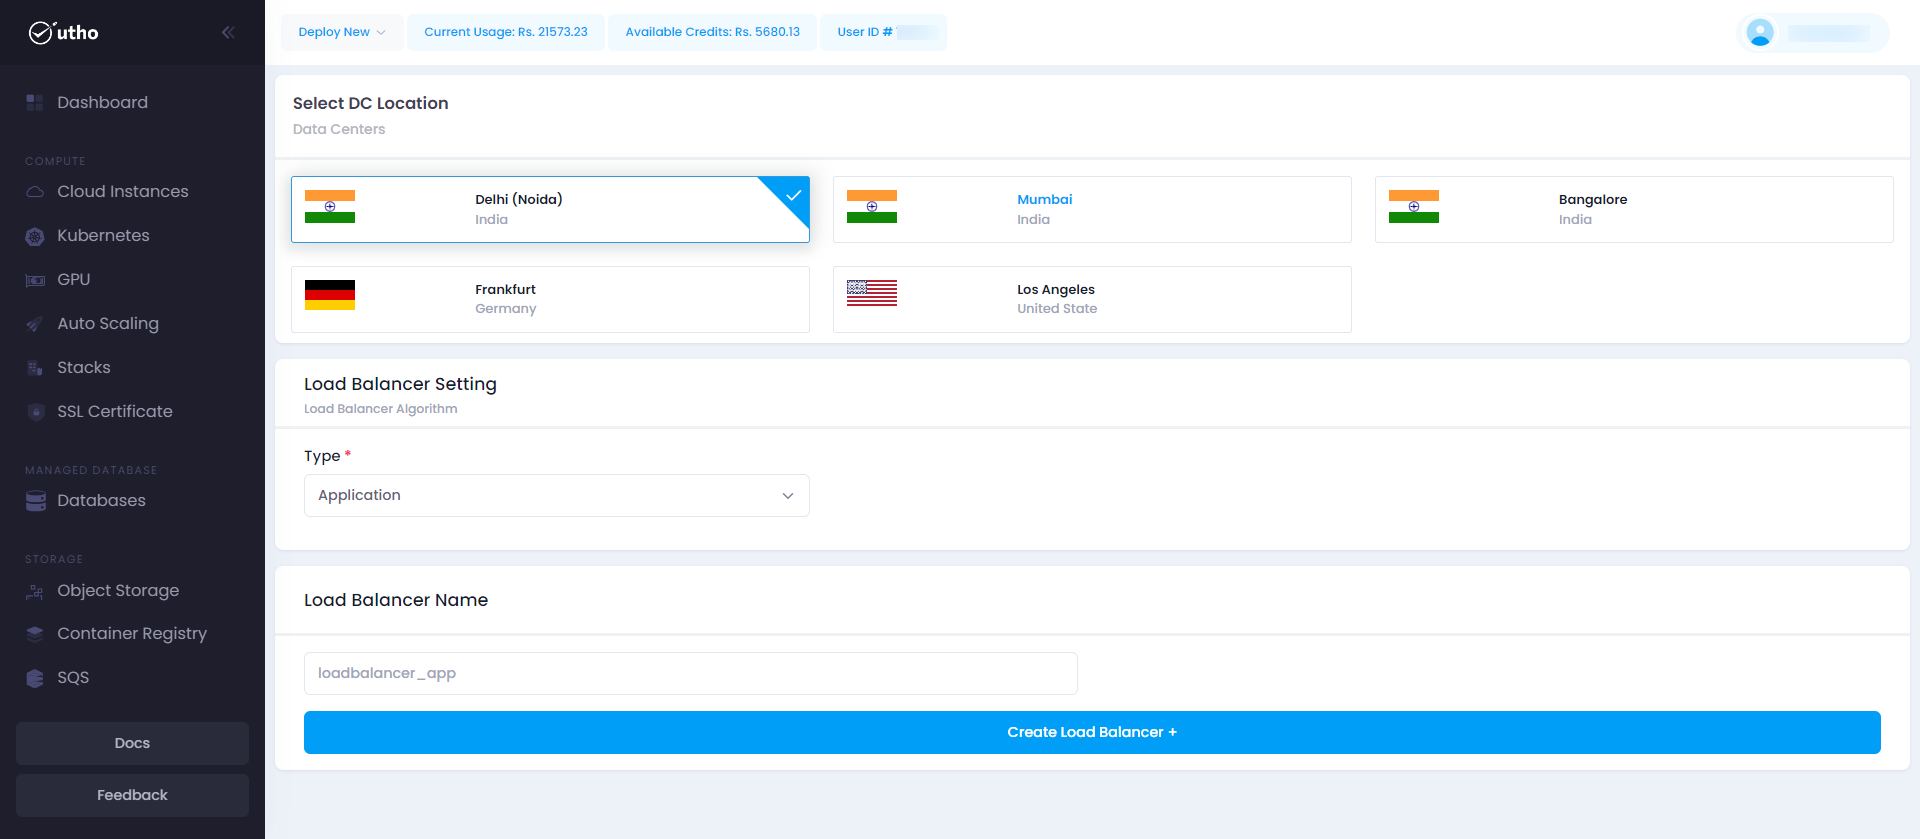 utho
Deploy New
Current Usage: Rs. 21573.23
Available Credits: Rs. 5680.13
User ID #
Dashboard
COMPUTE
Cloud Instances
Kubernetes
GPU
Auto Scaling
Stacks
SSL Certificate
MANAGED DATABASE
Databases
STORAGE
Object Storage
Container Registry
SQS
Docs
Feedback
Select DC Location
Data Centers
Delhi (Noida)
India
Mumbai
India
Bangalore
India
Frankfurt
Germany
Los Angeles
United State
Load Balancer Setting
Load Balancer Algorithm
Type *
Application
Load Balancer Name
loadbalancer_app
Create Load Balancer +